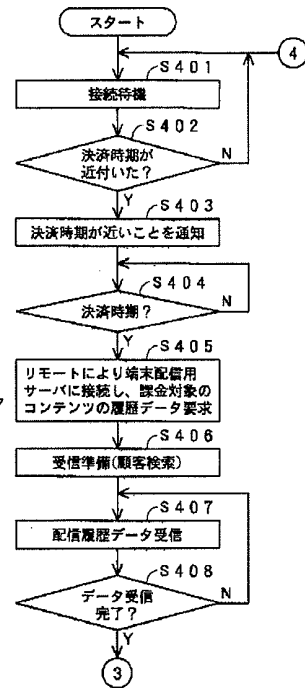 スタート
4
S401
接続待機
S402
決済時期が
近付いた?
N
Y
S403
決済時期が近いことを通知
S404
決済時期?
N
Y
S405
リモートにより端末配信用
サーバに接続し、課金対象の
コンテンツの履歴データ要求
S406
受信準備(顧客検索)
S407
配信履歴データ受信
S408
データ受信
完了?
N
Y
3